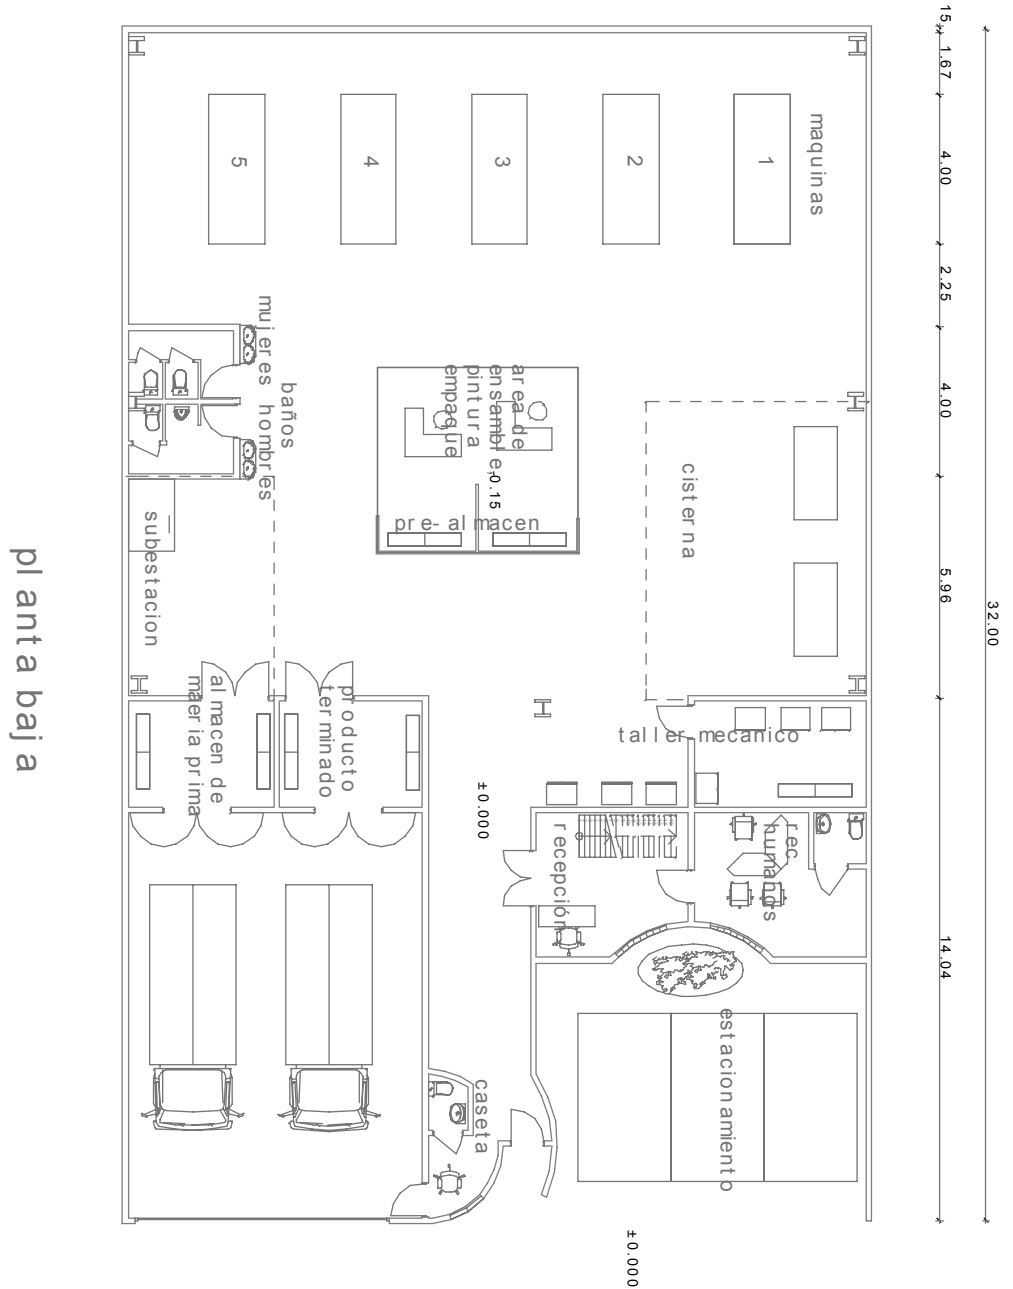 planta baja
maquinas
1
2
3
4
5
baños
mujeres hombres
area de
ensamble,
pintura
empaque
-0.15
pre-almacen
cisterna
subestacion
almacen de
maeria prima
producto
terminado
taller mecanico
±0.000
recepción
rec.
humanos
estacionamiento
caseta
±0.000
15
1.67
4.00
2.25
4.00
5.96
14.04
32.00